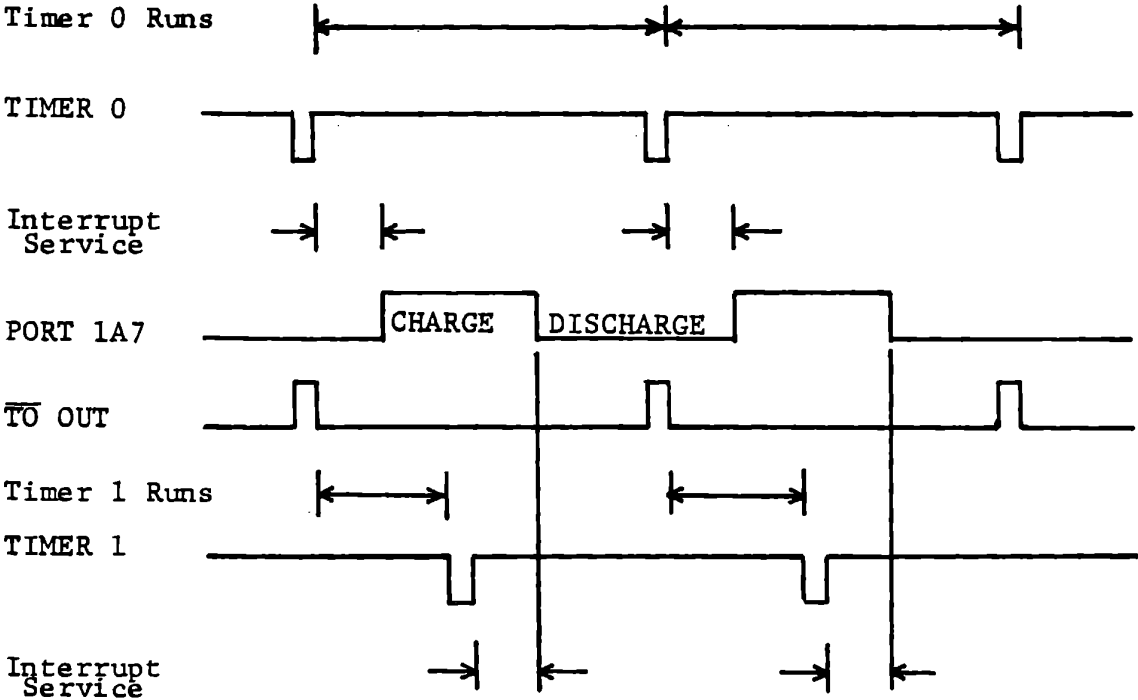 Timer 0 Runs
TIMER 0
Interrupt
Service
PORT 1A7
CHARGE
DISCHARGE
T̅O̅ OUT
Timer 1 Runs
TIMER 1
Interrupt
Service